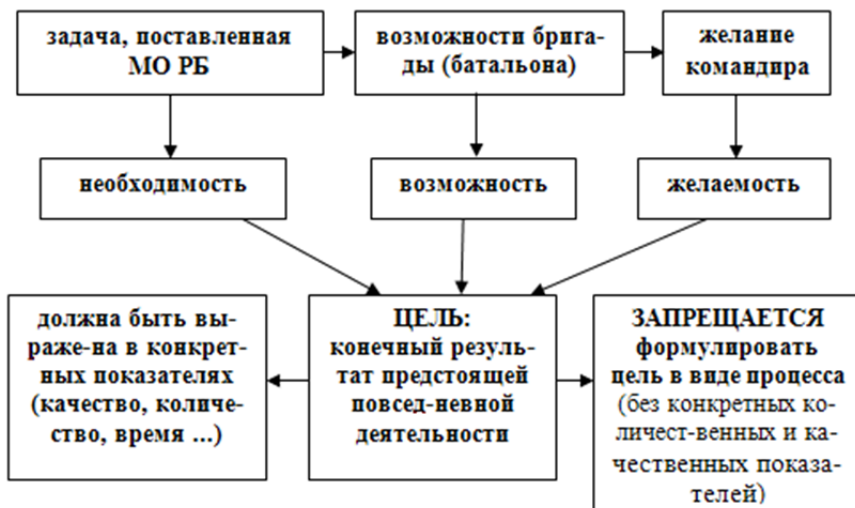 задача, поставленная
МО РБ
возможности брига-
ды (батальона)
желание
командира
необходимость
возможность
желаемость
должна быть вы-
раже-на в конкрет-
ных показателях
(качество, количе-
ство, время ...)
ЦЕЛЬ:
конечный резуль-
тат предстоящей
повсед-невной
деятельности
ЗАПРЕЩАЕТСЯ
формулировать
цель в виде процесса
(без конкретных ко-
личест-венных и ка-
чественных показа-
телей)